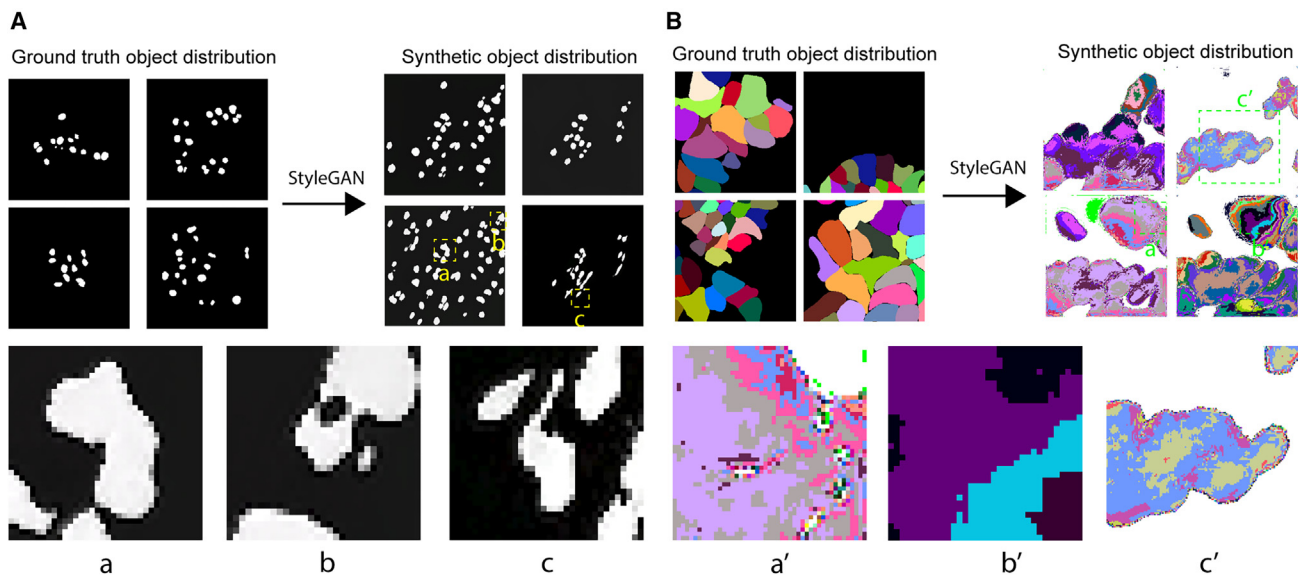 A
Ground truth object distribution
Synthetic object distribution
StyleGAN
a
b
c
a
b
c
B
Ground truth object distribution
Synthetic object distribution
StyleGAN
c'
a
b
a'
b'
c'